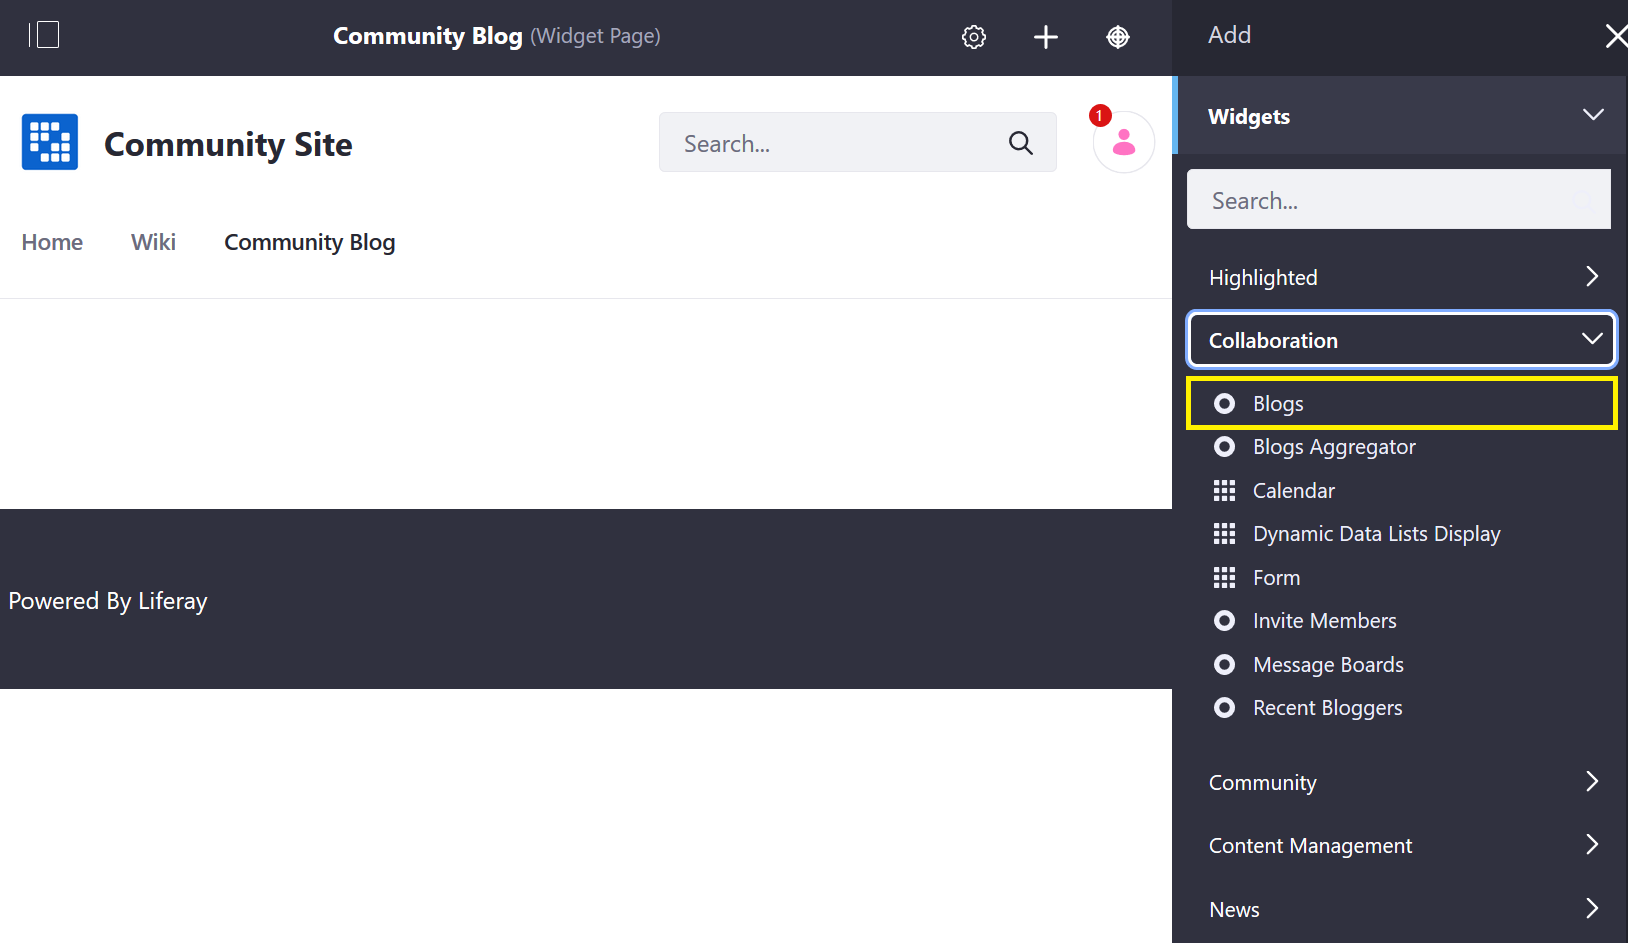 Community Blog (Widget Page)
Add
Community Site
Search...
1
Home Wiki Community Blog
Powered By Liferay
Widgets
Search...
Highlighted
Collaboration
Blogs
Blogs Aggregator
Calendar
Dynamic Data Lists Display
Form
Invite Members
Message Boards
Recent Bloggers
Community
Content Management
News